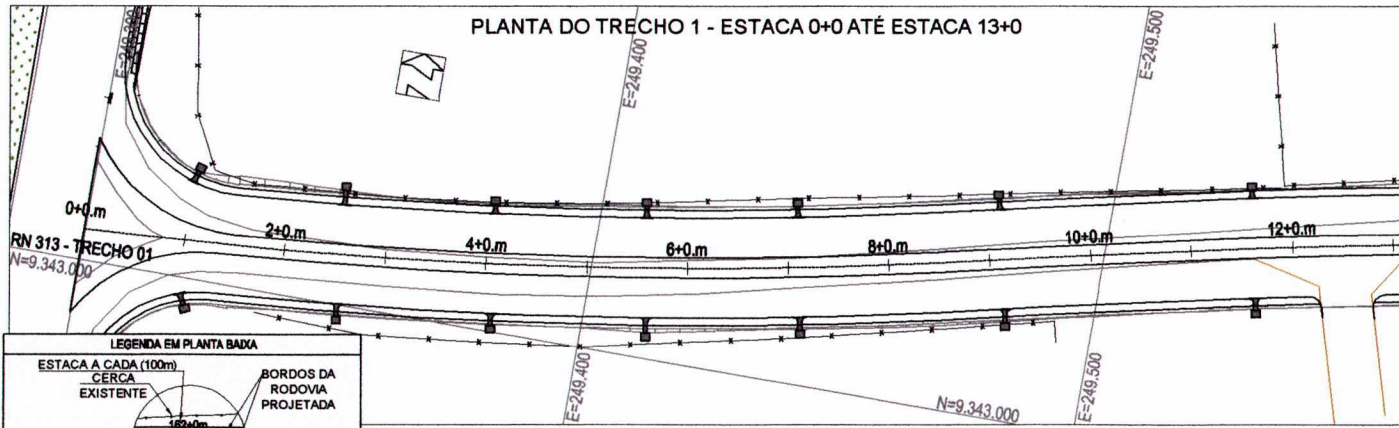 PLANTA DO TRECHO 1 - ESTACA 0+0 ATÉ ESTACA 13+0
E=249.400
E=249.500
0+0.m
2+0.m
4+0.m
6+0.m
8+0.m
10+0.m
12+0.m
RN 313 - TRECHO 01
N=9.343.000
LEGENDA EM PLANTA BAIXA
ESTACA A CADA (100m)
CERCA
EXISTENTE
BORDOS DA
RODOVIA
PROJETADA
162+0m
E=249.400
E=249.500
N=9.343.000